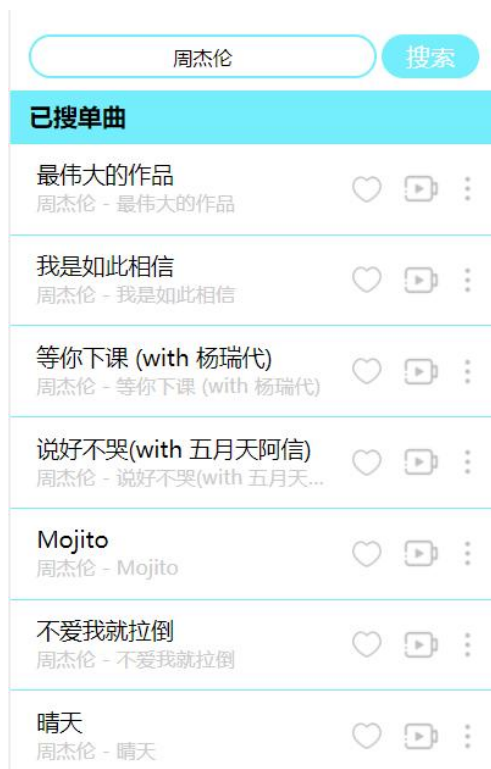 周杰伦
搜索
已搜单曲
最伟大的作品
周杰伦 - 最伟大的作品
我是如此相信
周杰伦 - 我是如此相信
等你下课 (with 杨瑞代)
周杰伦 - 等你下课 (with 杨瑞代)
说好不哭(with 五月天阿信)
周杰伦 - 说好不哭(with 五月天...
Mojito
周杰伦 - Mojito
不爱我就拉倒
周杰伦 - 不爱我就拉倒
晴天
周杰伦 - 晴天